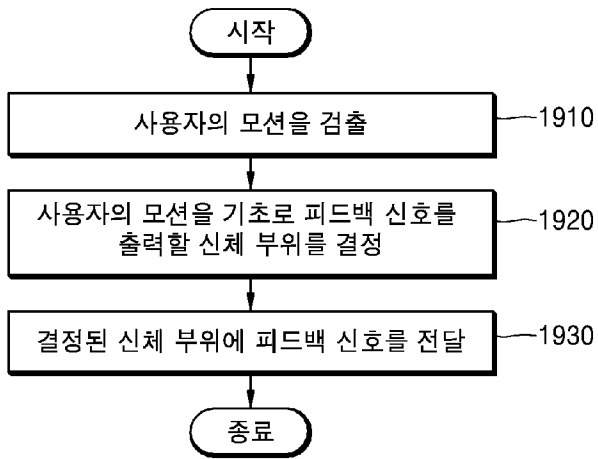 시작
사용자의 모션을 검출
1910
사용자의 모션을 기초로 피드백 신호를
출력할 신체 부위를 결정
1920
결정된 신체 부위에 피드백 신호를 전달
1930
종료